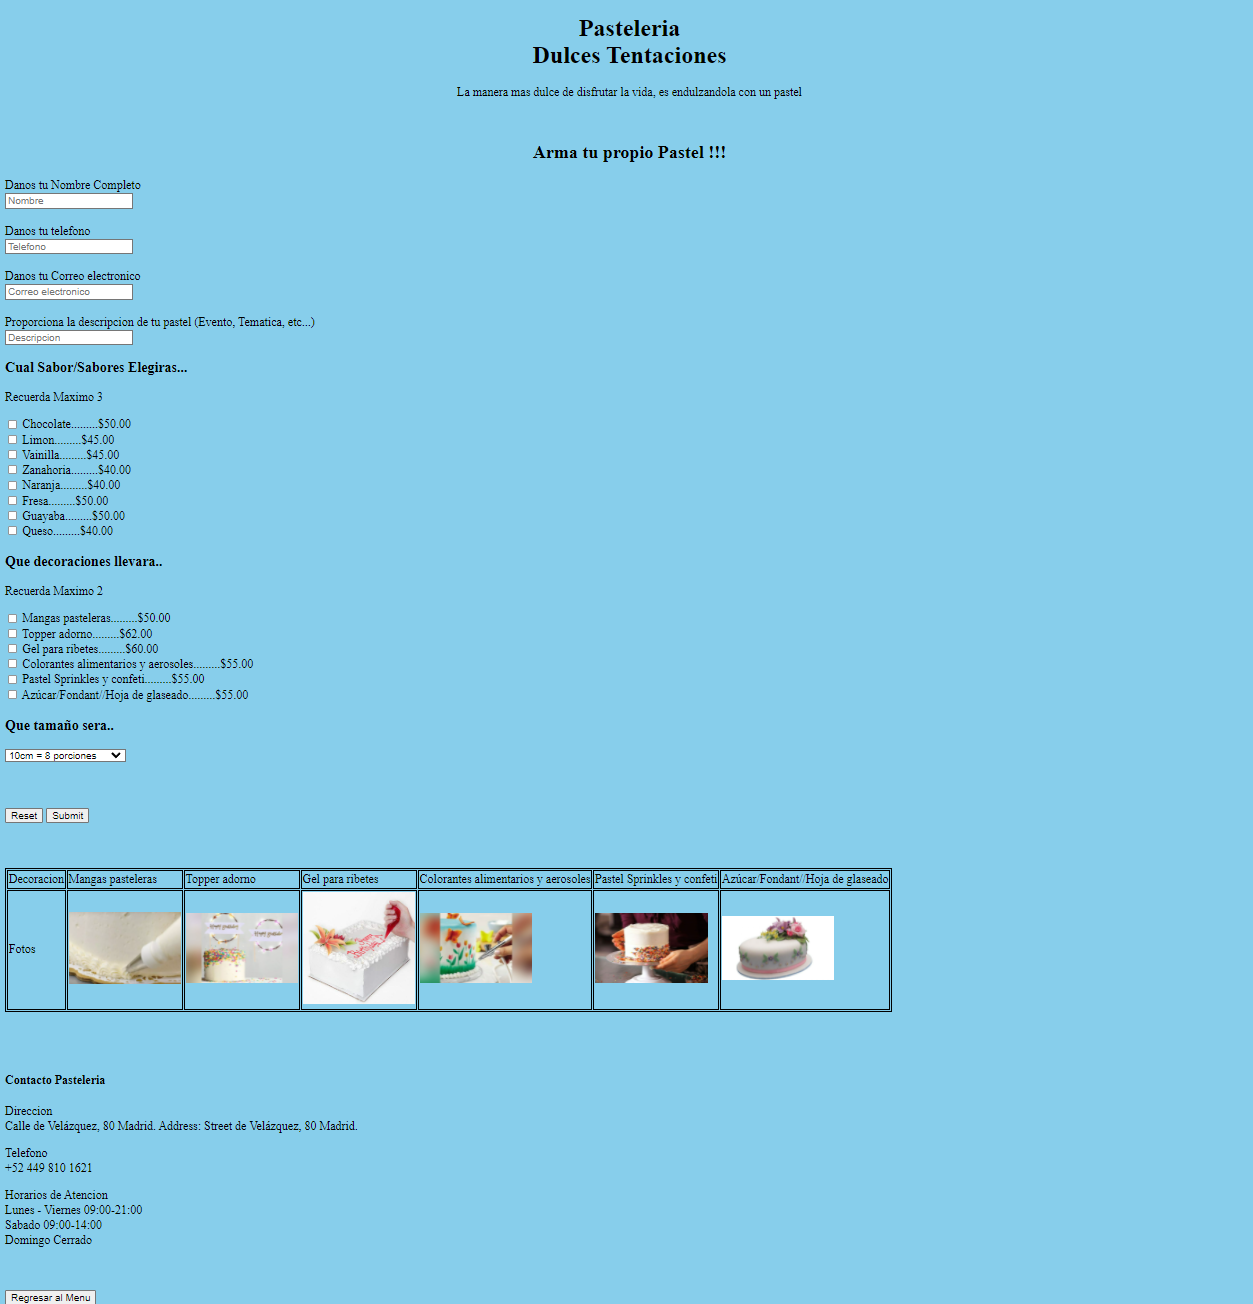 Pasteleria
Dulces Tentaciones
La manera mas dulce de disfrutar la vida, es endulzandola con un pastel
Arma tu propio Pastel !!!
Danos tu Nombre Completo
Nombre
Danos tu telefono
Telefono
Danos tu Correo electronico
Correo electronico
Proporciona la descripcion de tu pastel (Evento, Tematica, etc...)
Descripcion
Cual Sabor/Sabores Elegiras...
Recuerda Maximo 3
Chocolate.........$50.00
Limon.........$45.00
Vainilla.........$45.00
Zanahoria.........$40.00
Naranja.........$40.00
Fresa.........$50.00
Guayaba.........$50.00
Queso.........$40.00
Que decoraciones llevara..
Recuerda Maximo 2
Mangas pasteleras.........$50.00
Topper adorno.........$62.00
Gel para ribetes.........$60.00
Colorantes alimentarios y aerosoles.........$55.00
Pastel Sprinkles y confeti.........$55.00
Azúcar/Fondant//Hoja de glaseado.........$55.00
Que tamaño sera..
10cm = 8 porciones
Reset Submit
Decoracion Mangas pasteleras Topper adorno Gel para ribetes Colorantes alimentarios y aerosoles Pastel Sprinkles y confeti Azúcar/Fondant//Hoja de glaseado
Fotos
Contacto Pasteleria
Direccion
Calle de Velázquez, 80 Madrid. Address: Street de Velázquez, 80 Madrid.
Telefono
+52 449 810 1621
Horarios de Atencion
Lunes - Viernes 09:00-21:00
Sabado 09:00-14:00
Domingo Cerrado
Regresar al Menu